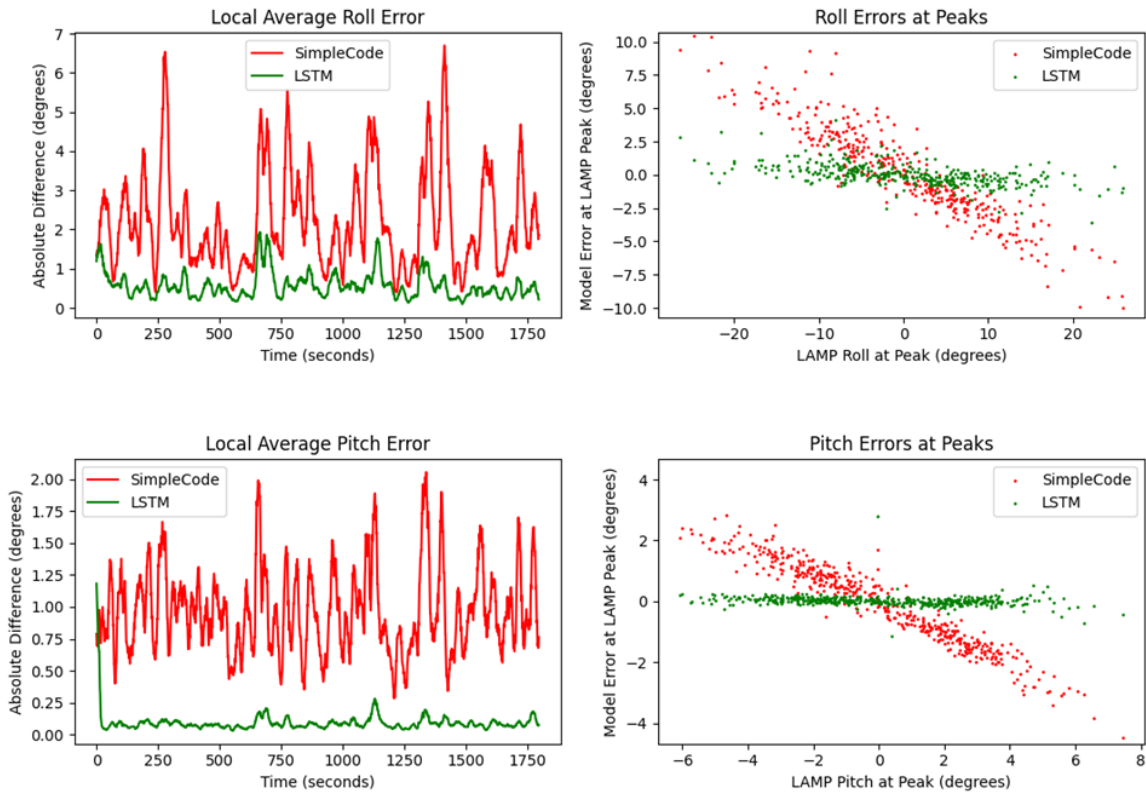 Local Average Roll Error
Absolute Difference (degrees)
7
6
5
4
3
2
1
0
SimpleCode
LSTM
0 250 500 750 1000 1250 1500 1750
Time (seconds)
Roll Errors at Peaks
Model Error at LAMP Peak (degrees)
10.0
7.5
5.0
2.5
0.0
−2.5
−5.0
−7.5
−10.0
SimpleCode
LSTM
−20 −10 0 10 20
LAMP Roll at Peak (degrees)
Local Average Pitch Error
Absolute Difference (degrees)
2.00
1.75
1.50
1.25
1.00
0.75
0.50
0.25
0.00
SimpleCode
LSTM
0 250 500 750 1000 1250 1500 1750
Time (seconds)
Pitch Errors at Peaks
Model Error at LAMP Peak (degrees)
4
2
0
−2
−4
SimpleCode
LSTM
−6 −4 −2 0 2 4 6 8
LAMP Pitch at Peak (degrees)